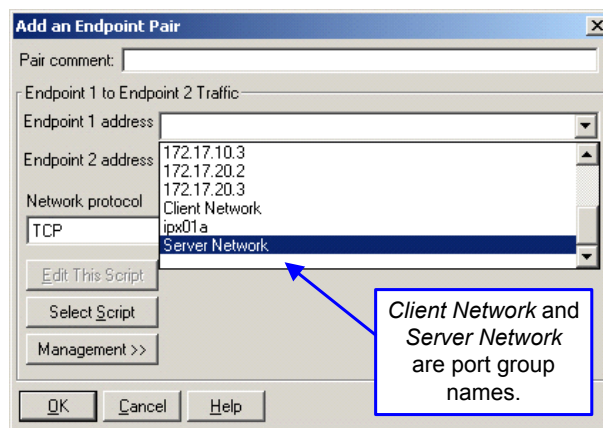 Add an Endpoint Pair
Pair comment:
Endpoint 1 to Endpoint 2 Traffic
Endpoint 1 address
Endpoint 2 address
172.17.10.3
172.17.20.2
172.17.20.3
Client Network
ipx01a
Server Network
Network protocol
TCP
Edit This Script
Select Script
Management >>
Client Network and
Server Network
are port group
names.
OK
Cancel
Help